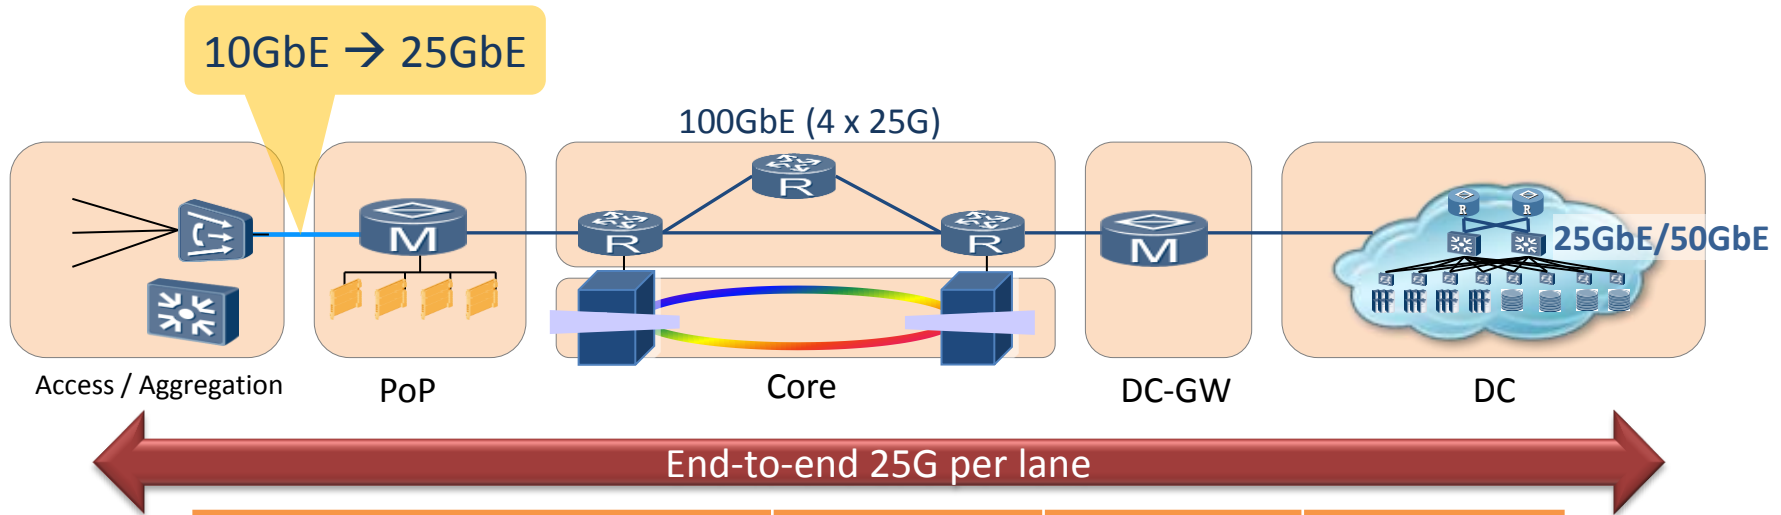 10GbE → 25GbE
100GbE (4 x 25G)
R
M
R
R
M
R R
25GbE/50GbE
Access / Aggregation
PoP
Core
DC-GW
DC
End-to-end 25G per lane